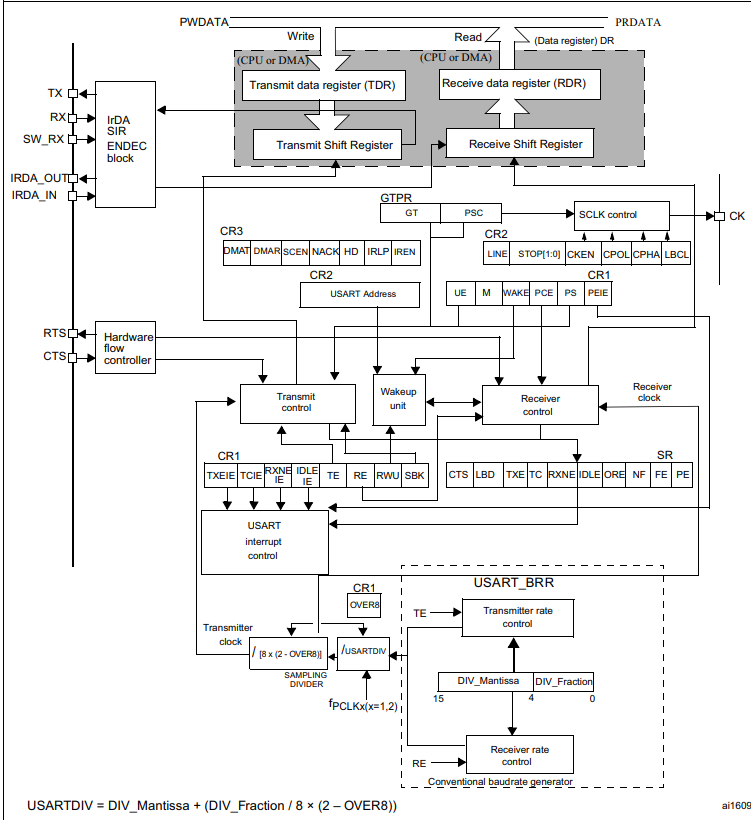 PWDATA
PRDATA
Write
Read
(Data register) DR
(CPU or DMA)
(CPU or DMA)
Transmit data register (TDR)
Receive data register (RDR)
TX
RX
SW_RX
IrDA
SIR
ENDEC
block
Transmit Shift Register
Receive Shift Register
IRDA_OUT
IRDA_IN
GTPR
GT
PSC
SCLK control
CK
CR3
DMAT
DMAR
SCEN
NACK
HD
IRLP
IREN
CR2
LINE
STOP[1:0]
CKEN
CPOL
CPHA
LBCL
CR2
USART Address
CR1
UE
M
WAKE
PCE
PS
PEIE
RTS
CTS
Hardware
flow
controller
Transmit
control
Wakeup
unit
Receiver
control
Receiver
clock
CR1
TXEIE
TCIE
RXNE
IE
IDLE
IE
TE
RE
RWU
SBK
SR
CTS
LBD
TXE
TC
RXNE
IDLE
ORE
NF
FE
PE
USART
interrupt
control
USART_BRR
CR1
OVER8
TE
Transmitter rate
control
Transmitter
clock
/ [8 x (2 - OVER8)]
/USARTDIV
SAMPLING
DIVIDER
DIV_Mantissa
DIV_Fraction
15
4
0
fPCLKx(x=1,2)
RE
Receiver rate
control
Conventional baudrate generator
USARTDIV = DIV_Mantissa + (DIV_Fraction / 8 × (2 – OVER8))
ai1609